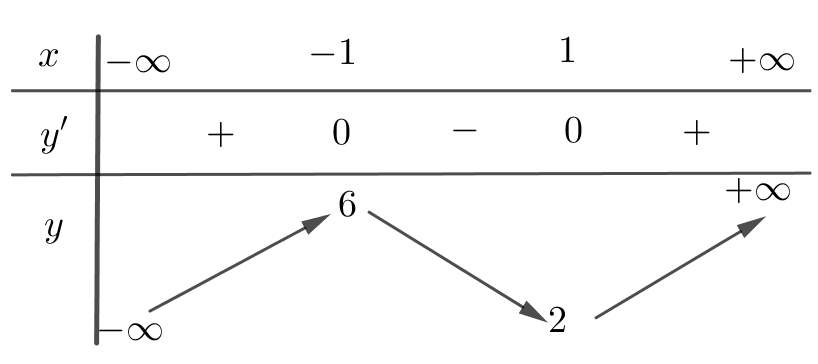 x −∞ −1 1 +∞
y′ + 0 − 0 +
+∞
6
y
2
−∞